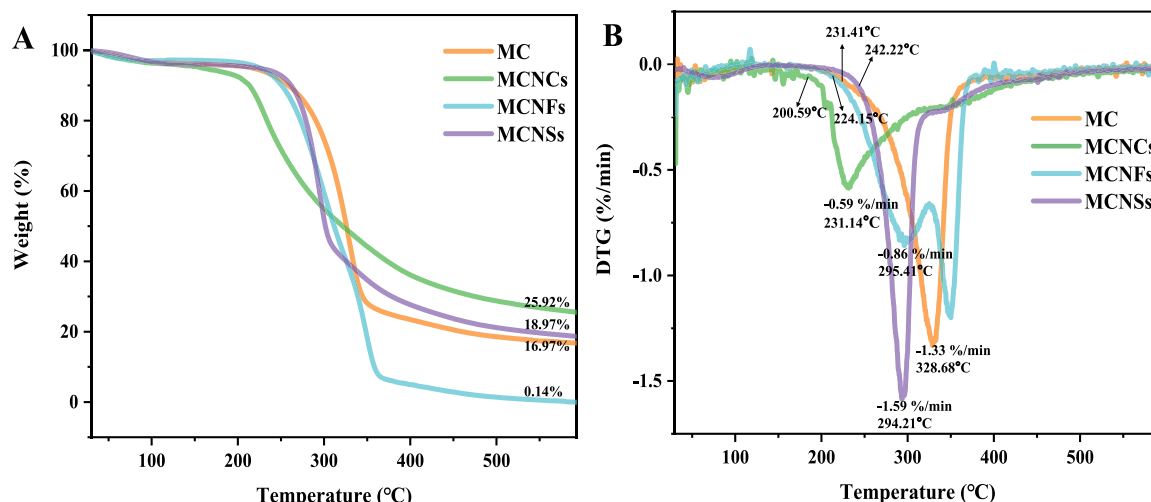 A
MC
MCNCs
MCNFs
MCNSs
100
80
60
40
20
0
Weight (%)
25.92%
18.97%
16.97%
0.14%
100
200
300
400
500
Temperature (℃)
B
231.41℃
242.22℃
200.59℃
224.15℃
MC
MCNCs
MCNFs
MCNSs
0.0
-0.5
-1.0
-1.5
DTG (%/min)
-0.59 %/min
231.14℃
-0.86 %/min
295.41℃
-1.33 %/min
328.68℃
-1.59 %/min
294.21℃
100
200
300
400
500
Temperature (℃)